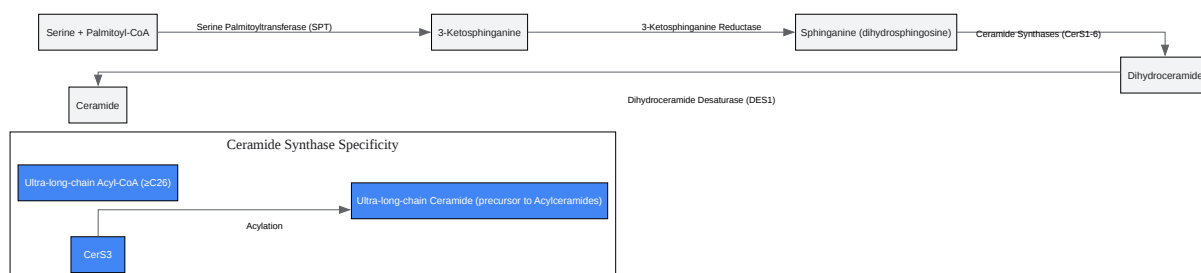 Serine + Palmitoyl-CoA
Serine Palmitoyltransferase (SPT)
3-Ketosphinganine
3-Ketosphinganine Reductase
Sphinganine (dihydrosphingosine)
Ceramide Synthases (CerS1-6)
Dihydroceramide
Dihydroceramide Desaturase (DES1)
Ceramide
Ceramide Synthase Specificity
Ultra-long-chain Acyl-CoA (≥C26)
Ultra-long-chain Ceramide (precursor to Acylceramides)
Acylation
CerS3